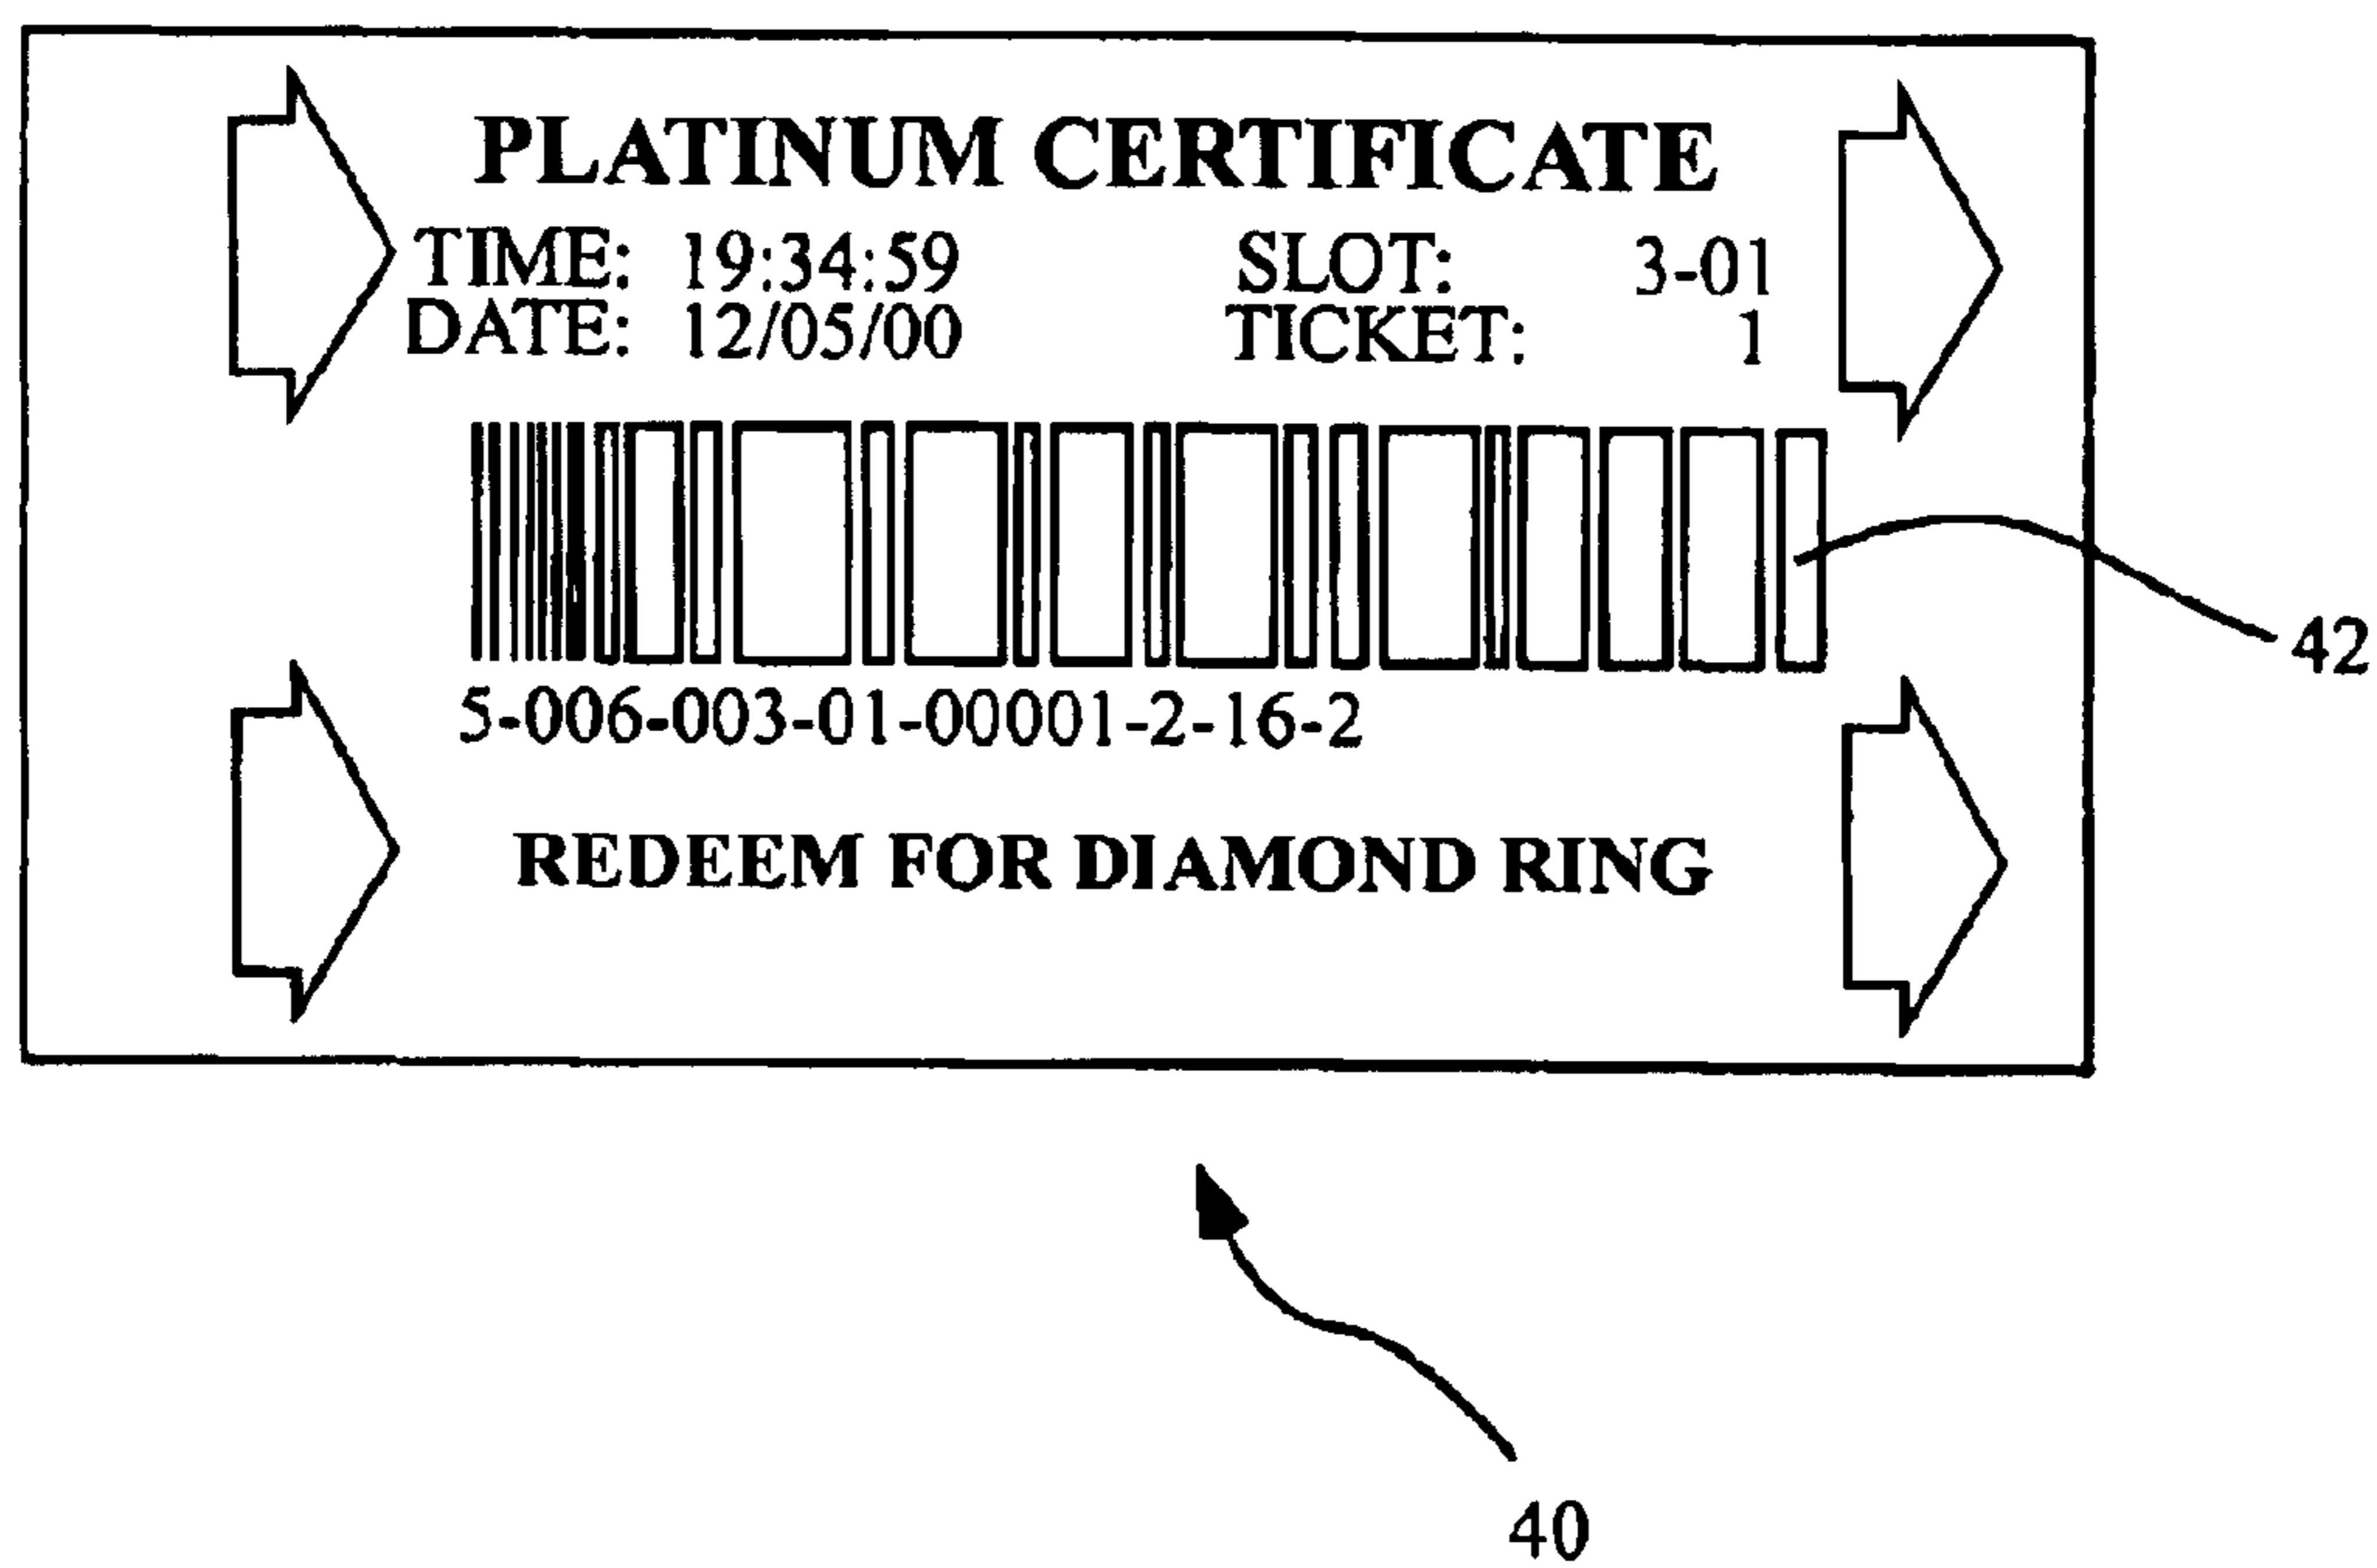 PLATINUM CERTIFICATE
TIME: 19:34:59 SLOT: 3-01
DATE: 12/05/00 TICKET: 1
5-006-003-01-00001-2-16-2
42
REDEEM FOR DIAMOND RING
40